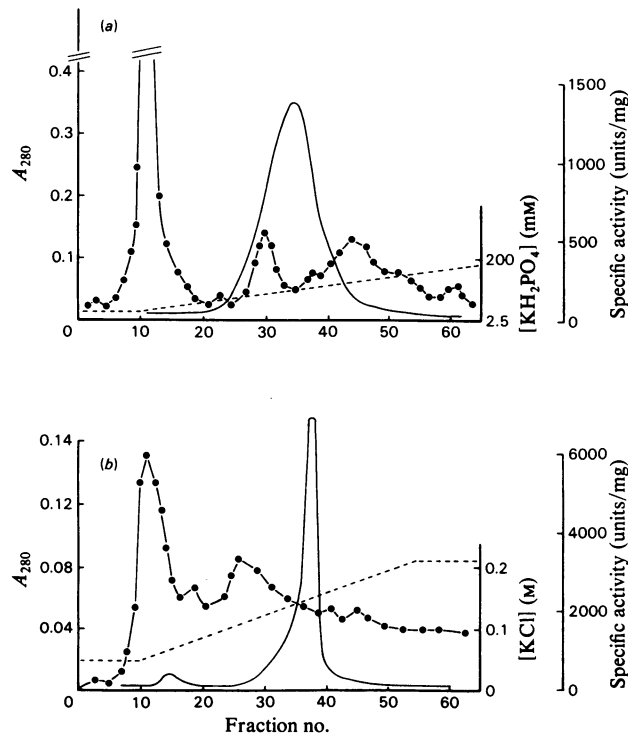 (a)
0.4
0.3
0.2
0.1
A280
0 10 20 30 40 50 60
200
2.5
[KH2PO4] (mM)
1500
1000
500
0
Specific activity (units/mg)
(b)
0.14
0.12
0.08
0.04
A280
0 10 20 30 40 50 60
Fraction no.
0.2
0.1
0
[KCl] (M)
6000
4000
2000
0
Specific activity (units/mg)